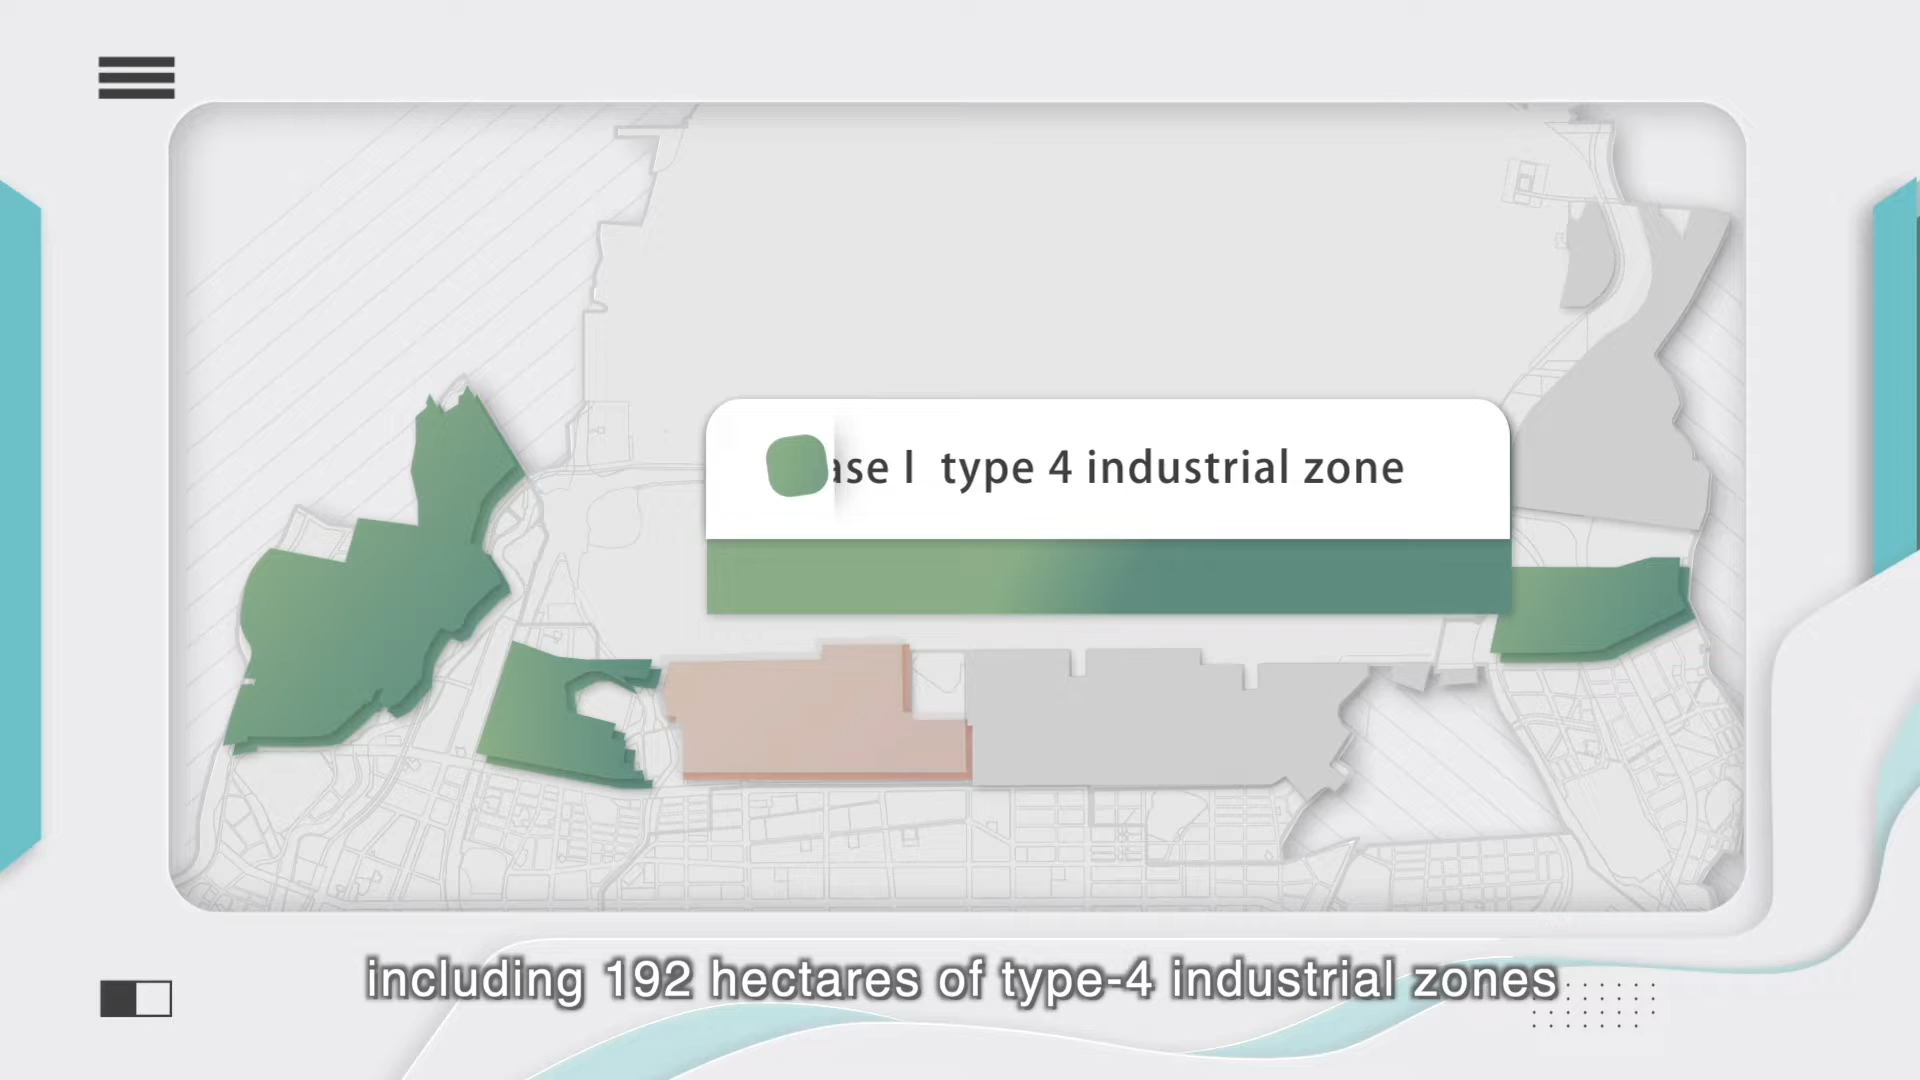 ase I type 4 industrial zone
including 192 hectares of type-4 industrial zones